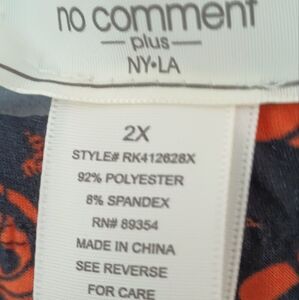 no comment
plus
NY•LA
2X
STYLE# RK412628X
92% POLYESTER
8% SPANDEX
RN# 89354
MADE IN CHINA
SEE REVERSE
FOR CARE